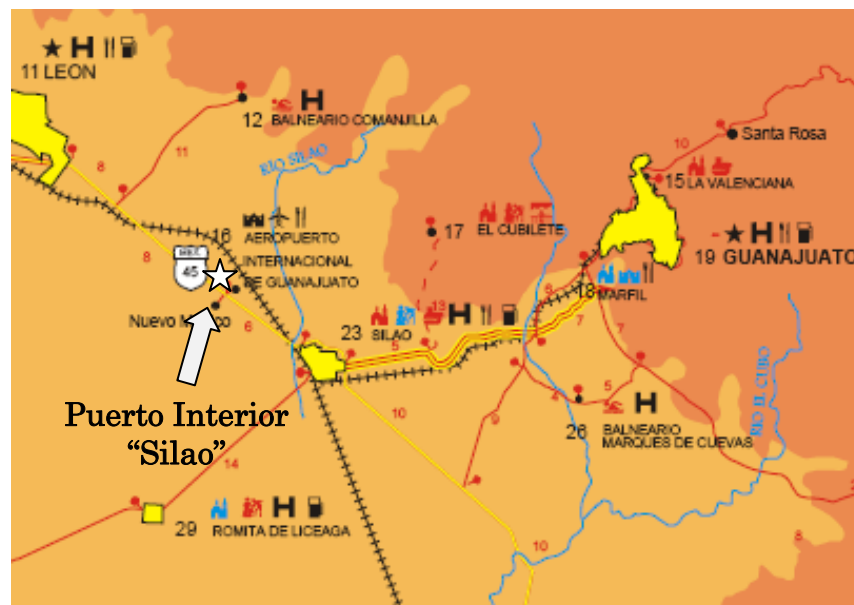 11 LEON
12 BALNEARIO COMANJILLA
11
8
RIO SILAO
10
Santa Rosa
15 LA VALENCIANA
17 EL CUBILETE
16 AEROPUERTO
INTERNACIONAL
DE GUANAJUATO
MEX.
45
8
19 GUANAJUATO
18 MARFIL
Nuevo
6
23 SILAO
13
5
6
7
7
Puerto Interior
“Silao”
14
10
9
4
5
26 BALNEARIO
MARQUES DE CUEVAS
RIO EL CUBO
29 ROMITA DE LICEAGA
10
8